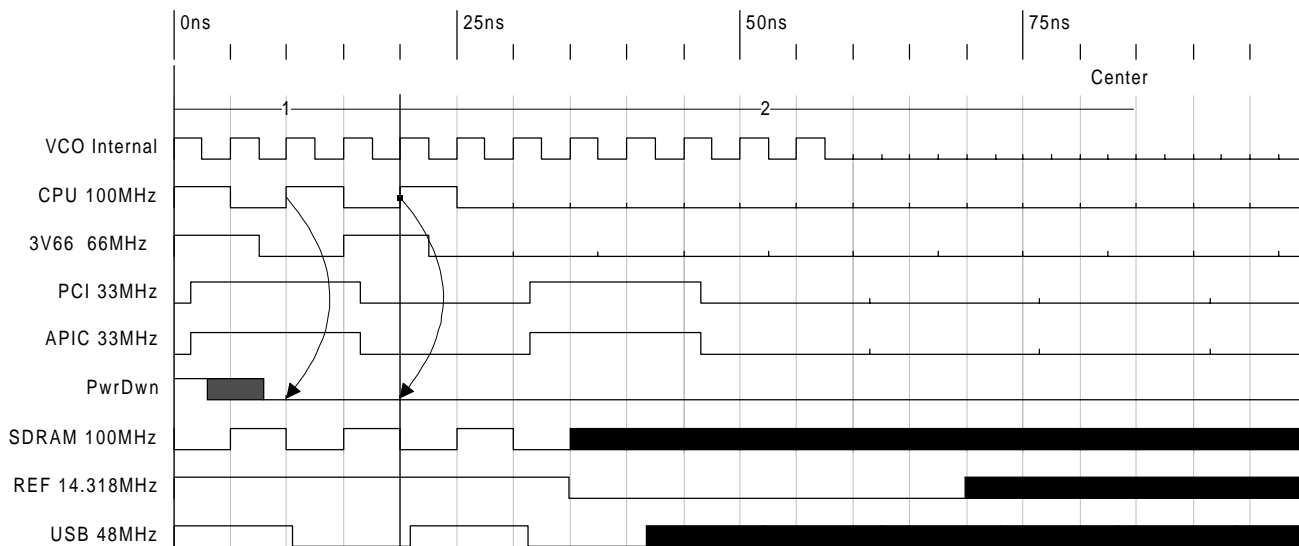 0ns 25ns 50ns 75ns
Center
1 2
VCO Internal
CPU 100MHz
3V66 66MHz
PCI 33MHz
APIC 33MHz
PwrDwn
SDRAM 100MHz
REF 14.318MHz
USB 48MHz